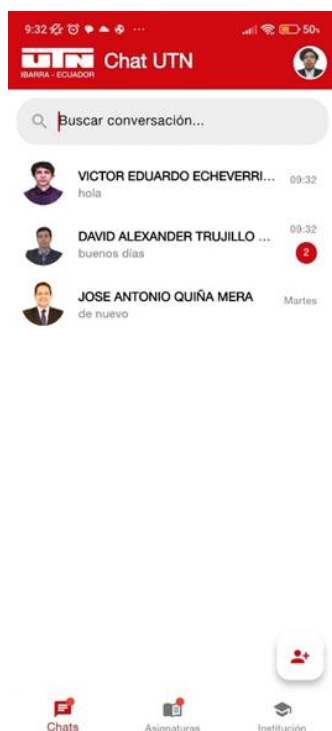 9:32 ... 50%
UTN
IBARRA - ECUADOR
Chat UTN
Buscar conversación...
VICTOR EDUARDO ECHEVERRI... 09:32
hola
DAVID ALEXANDER TRUJILLO ... 09:32
buenos días 2
JOSE ANTONIO QUIÑA MERA Martes
de nuevo
Chats Asignaturas Institución